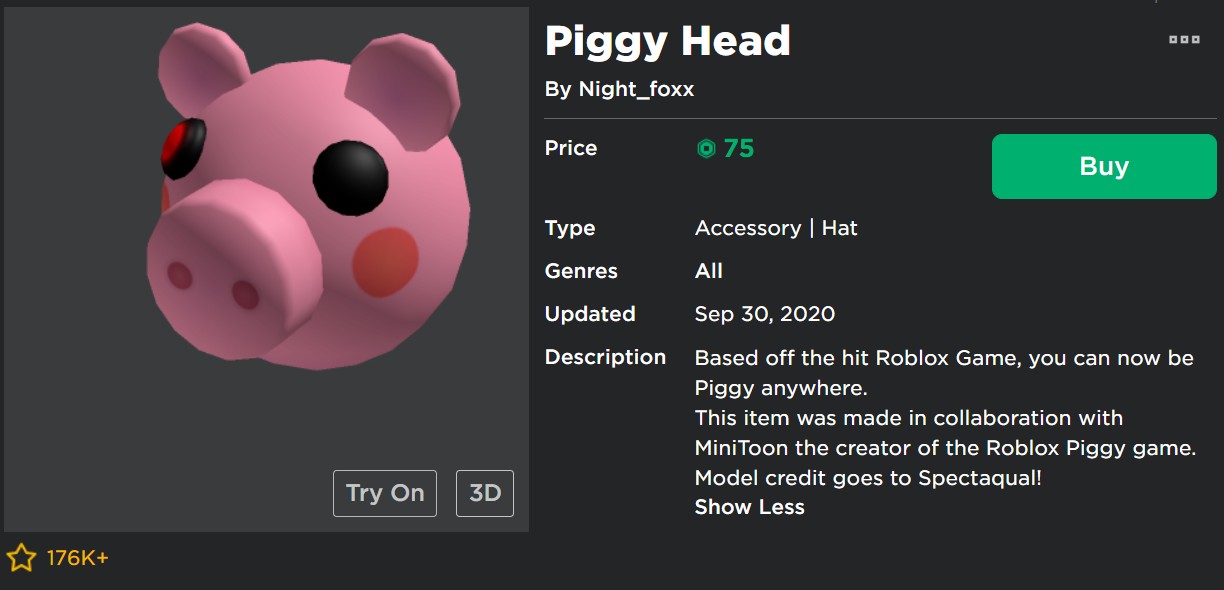 Piggy Head
By Night_foxx
Price 75
Buy
Type Accessory | Hat
Genres All
Updated Sep 30, 2020
Description Based off the hit Roblox Game, you can now be
Piggy anywhere.
This item was made in collaboration with
MiniToon the creator of the Roblox Piggy game.
Model credit goes to Spectaqual!
Show Less
Try On 3D
176K+